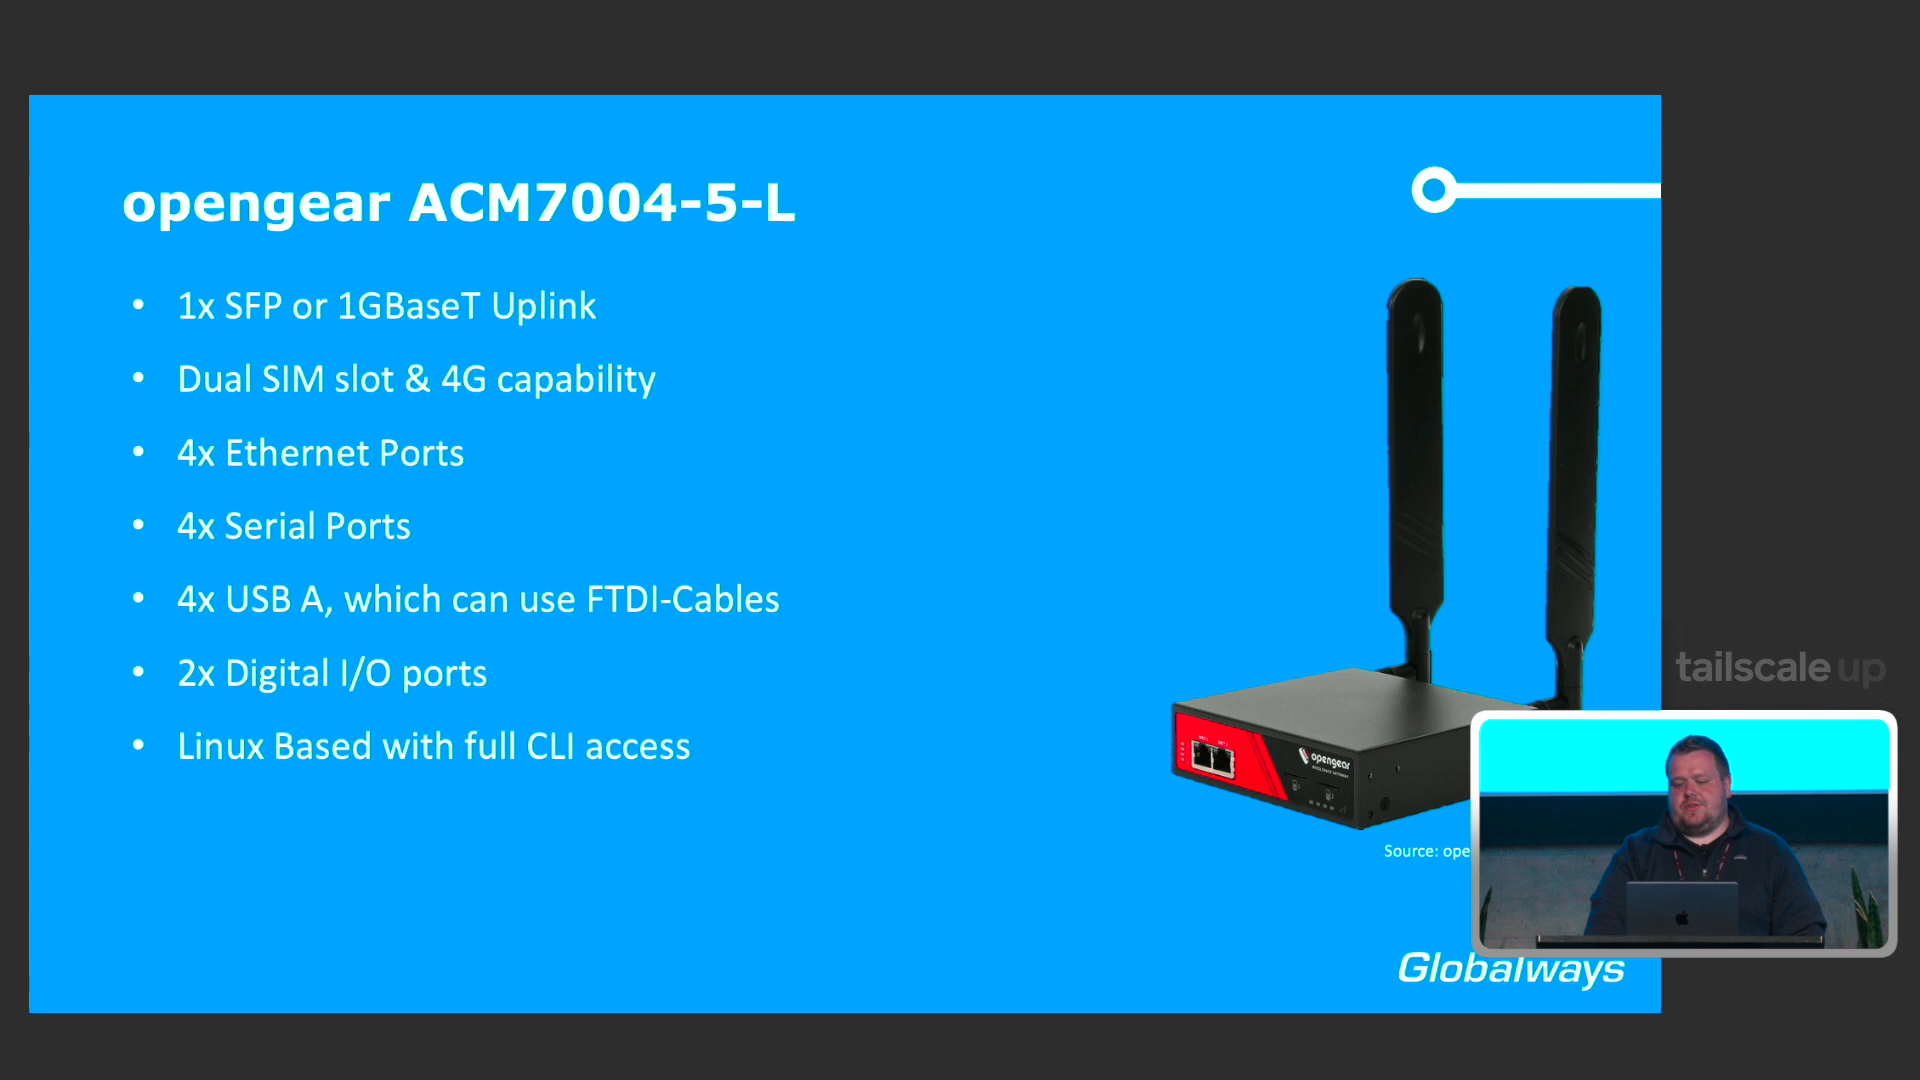 opengear ACM7004-5-L
• 1x SFP or 1GBaseT Uplink
• Dual SIM slot & 4G capability
• 4x Ethernet Ports
• 4x Serial Ports
• 4x USB A, which can use FTDI-Cables
• 2x Digital I/O ports
• Linux Based with full CLI access
opengear
Source: ope
Globalways
tailscale up